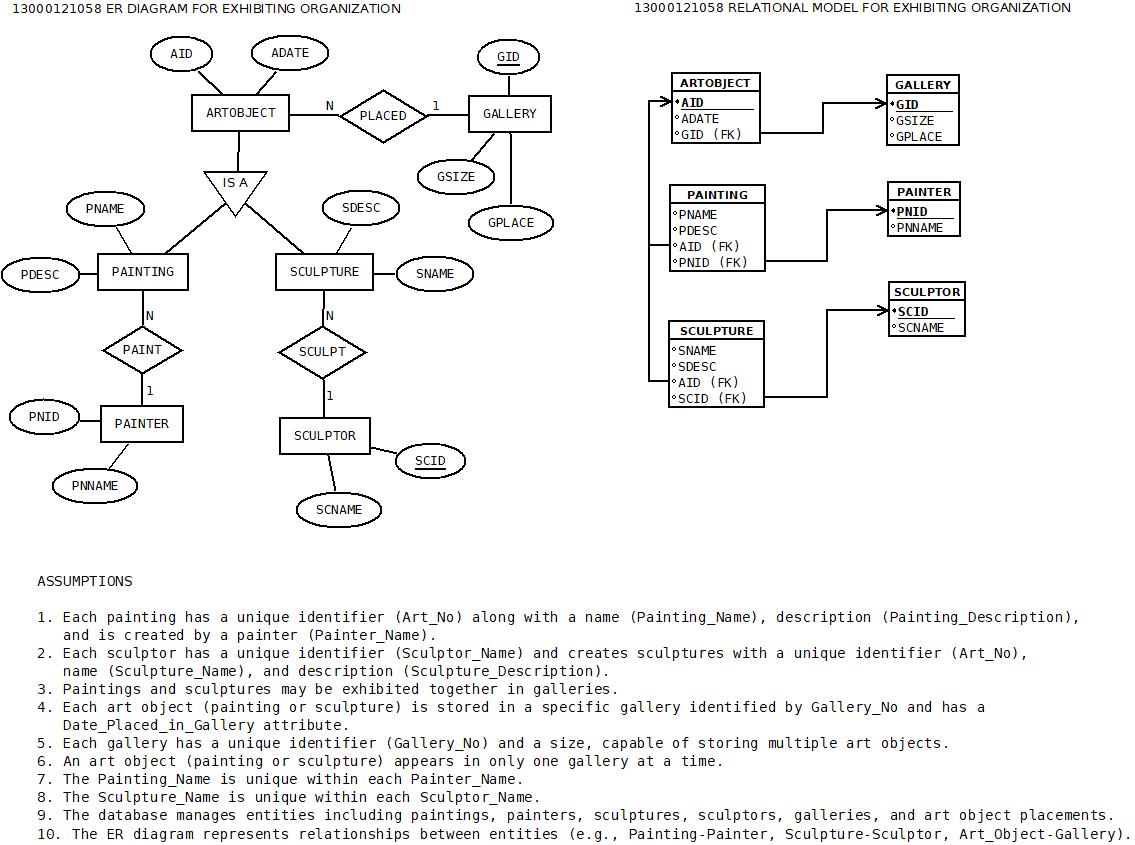 13000121058 ER DIAGRAM FOR EXHIBITING ORGANIZATION
AID
ADATE
GID
ARTOBJECT
N
PLACED
1
GALLERY
IS A
GSIZE
GPLACE
PNAME
SDESC
PDESC
PAINTING
SCULPTURE
SNAME
N
N
PAINT
SCULPT
1
1
PNID
PAINTER
SCULPTOR
SCID
PNNAME
SCNAME
13000121058 RELATIONAL MODEL FOR EXHIBITING ORGANIZATION
ARTOBJECT
AID
ADATE
GID (FK)
GALLERY
GID
GSIZE
GPLACE
PAINTING
PNAME
PDESC
AID (FK)
PNID (FK)
PAINTER
PNID
PNNAME
SCULPTOR
SCID
SCNAME
SCULPTURE
SNAME
SDESC
AID (FK)
SCID (FK)
ASSUMPTIONS
1. Each painting has a unique identifier (Art_No) along with a name (Painting_Name), description (Painting_Description),
and is created by a painter (Painter_Name).
2. Each sculptor has a unique identifier (Sculptor_Name) and creates sculptures with a unique identifier (Art_No),
name (Sculpture_Name), and description (Sculpture_Description).
3. Paintings and sculptures may be exhibited together in galleries.
4. Each art object (painting or sculpture) is stored in a specific gallery identified by Gallery_No and has a
Date_Placed_in_Gallery attribute.
5. Each gallery has a unique identifier (Gallery_No) and a size, capable of storing multiple art objects.
6. An art object (painting or sculpture) appears in only one gallery at a time.
7. The Painting_Name is unique within each Painter_Name.
8. The Sculpture_Name is unique within each Sculptor_Name.
9. The database manages entities including paintings, painters, sculptures, sculptors, galleries, and art object placements.
10. The ER diagram represents relationships between entities (e.g., Painting-Painter, Sculpture-Sculptor, Art_Object-Gallery).